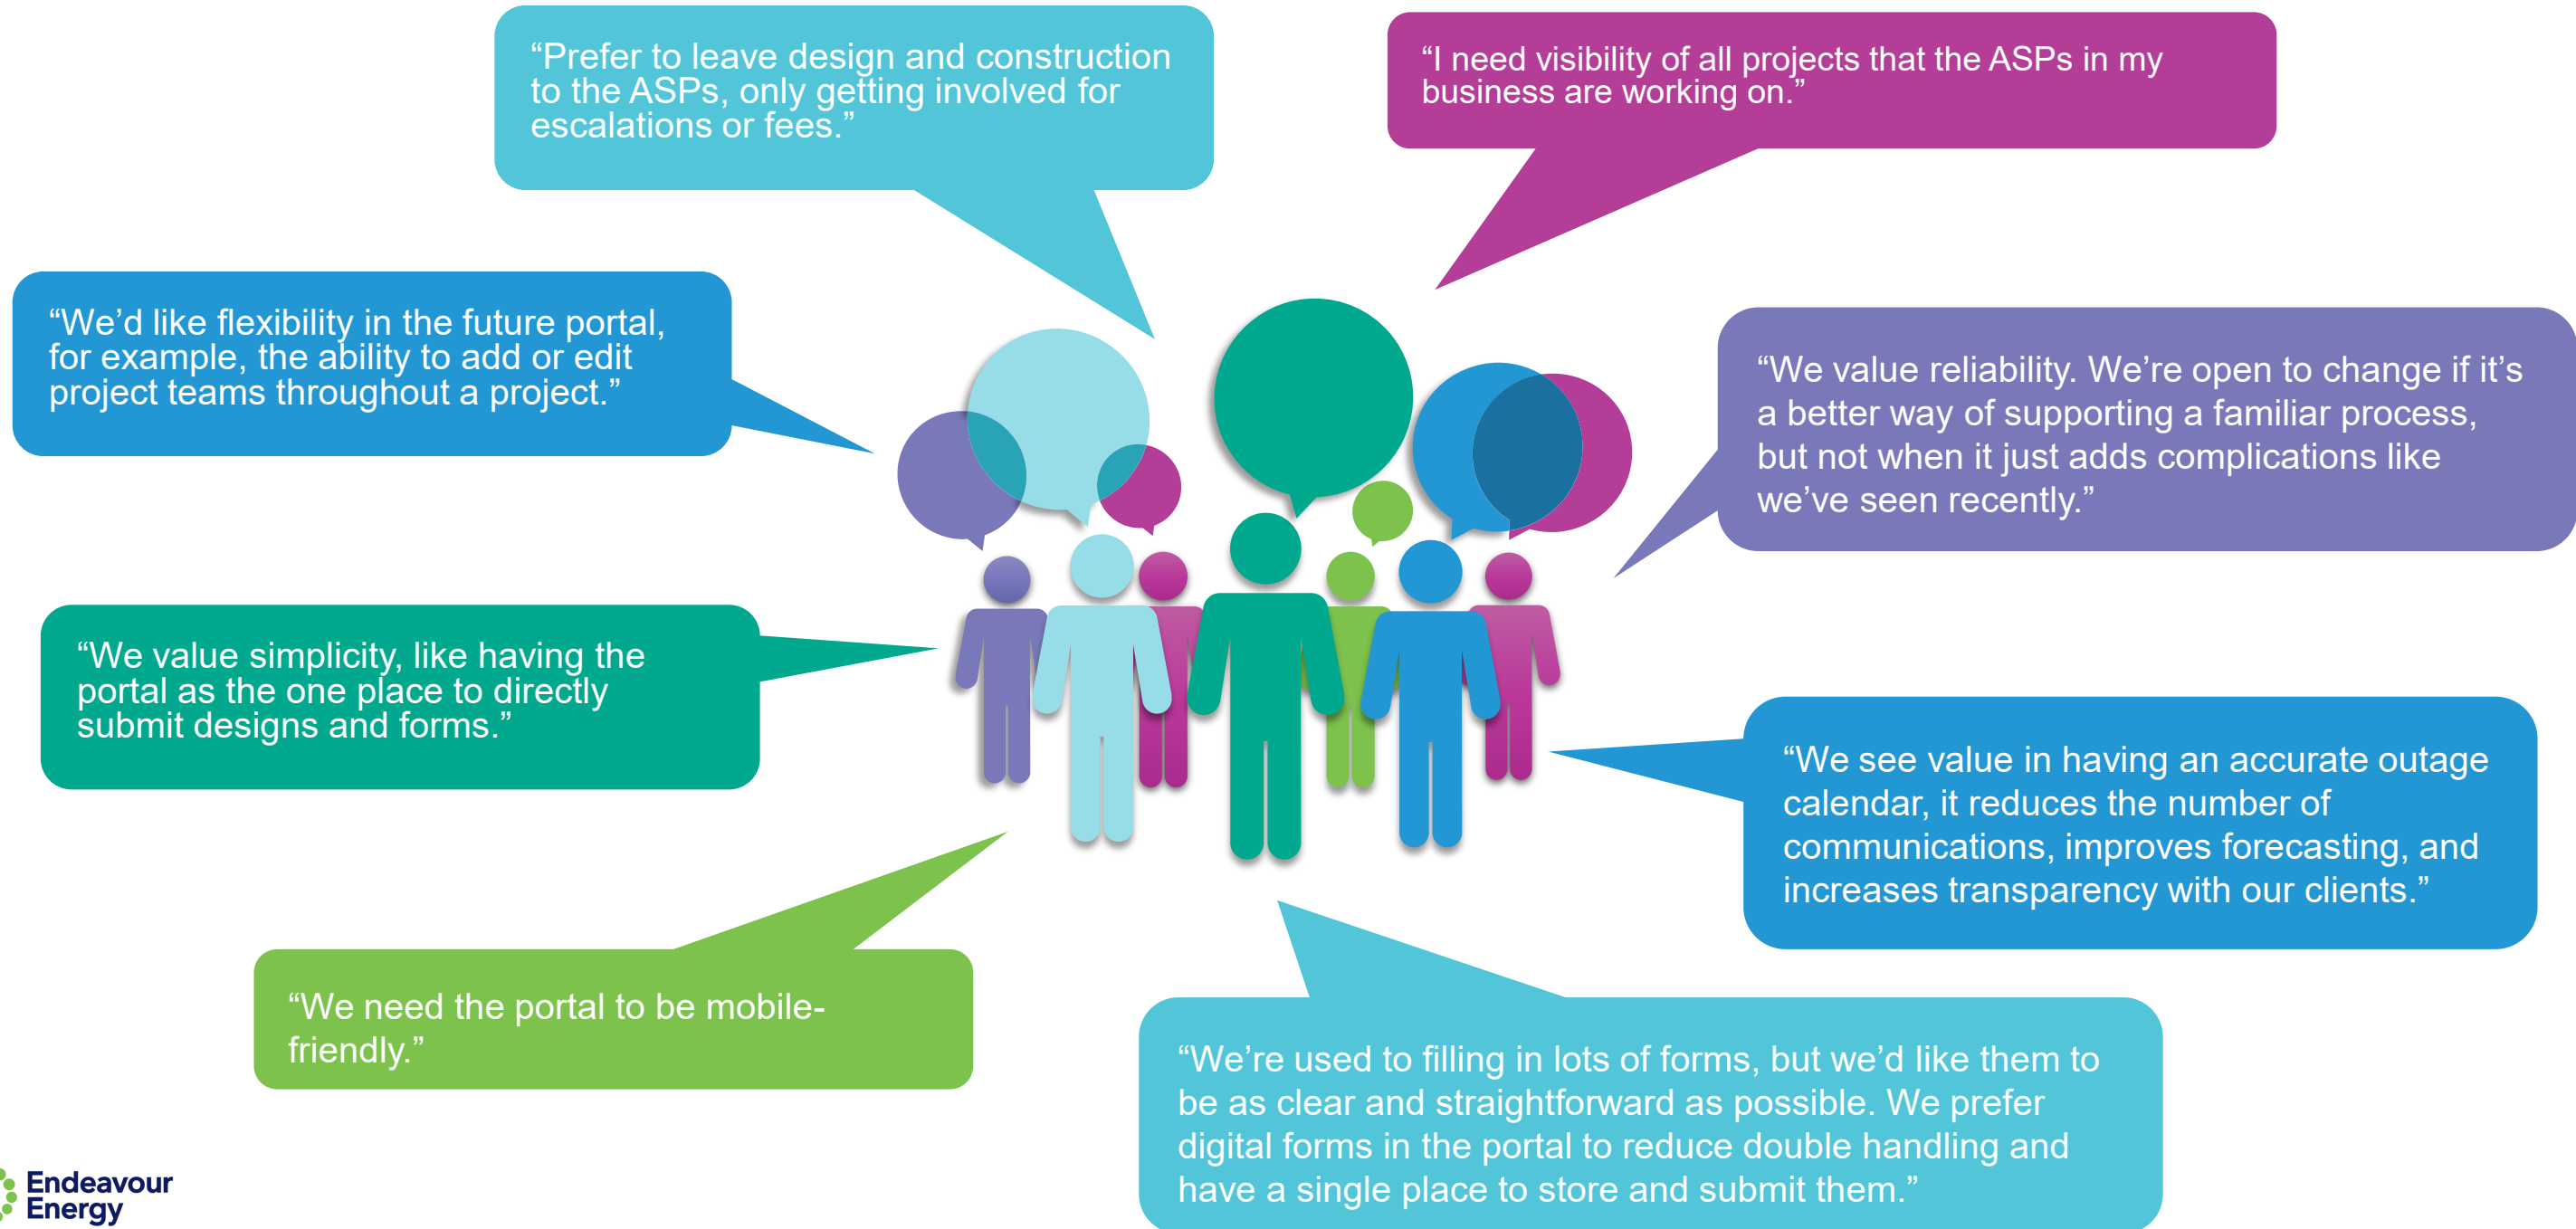 “Prefer to leave design and construction
to the ASPs, only getting involved for
escalations or fees.”
“I need visibility of all projects that the ASPs in my
business are working on.”
“We’d like flexibility in the future portal,
for example, the ability to add or edit
project teams throughout a project.”
“We value reliability. We’re open to change if it’s
a better way of supporting a familiar process,
but not when it just adds complications like
we’ve seen recently.”
“We value simplicity, like having the
portal as the one place to directly
submit designs and forms.”
“We see value in having an accurate outage
calendar, it reduces the number of
communications, improves forecasting, and
increases transparency with our clients.”
“We need the portal to be mobile-
friendly.”
“We’re used to filling in lots of forms, but we’d like them to
be as clear and straightforward as possible. We prefer
digital forms in the portal to reduce double handling and
have a single place to store and submit them.”
Endeavour
Energy